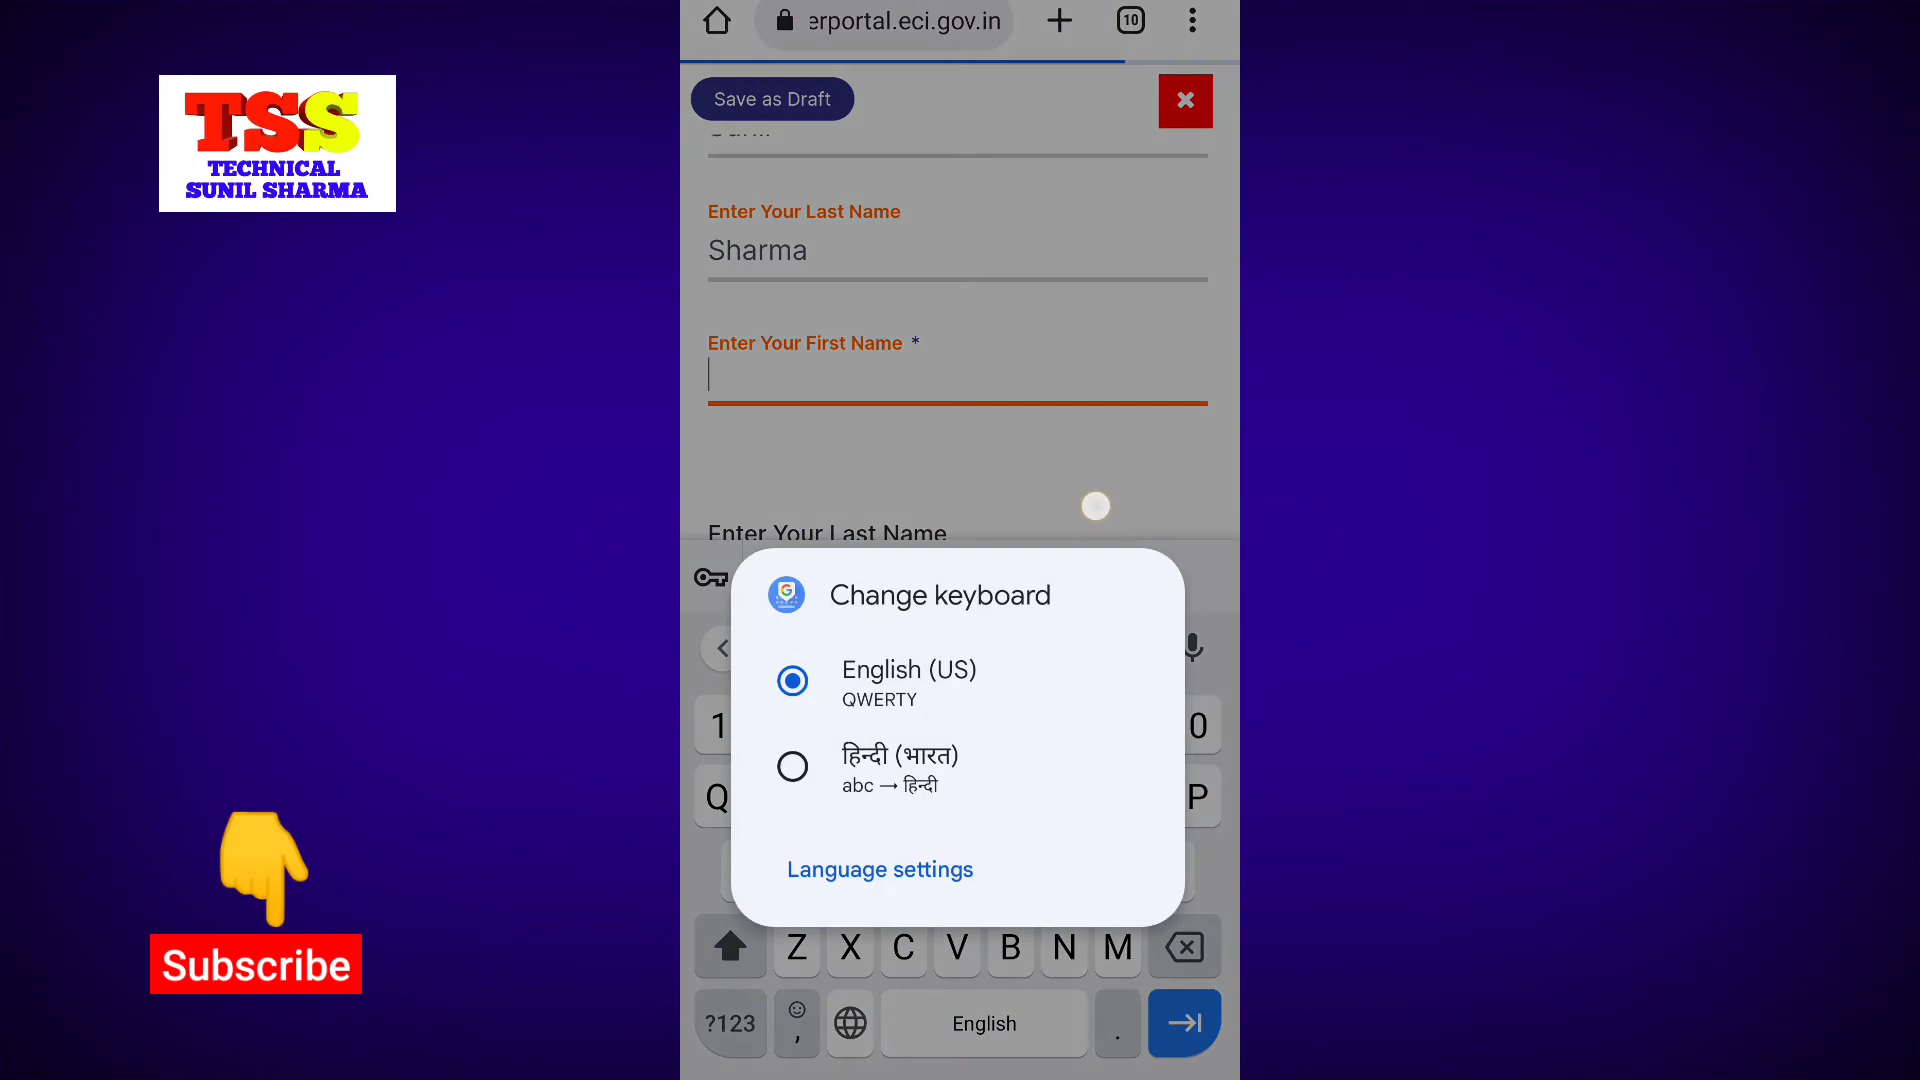 TSS
TECHNICAL
SUNIL SHARMA
Subscribe
erportal.eci.gov.in
10
Save as Draft
Enter Your Last Name
Sharma
Enter Your First Name *
Enter Your Last Name
Change keyboard
English (US)
QWERTY
हिन्दी (भारत)
abc → हिन्दी
Language settings
1 0
Q P
Z X C V B N M
?123 , English .